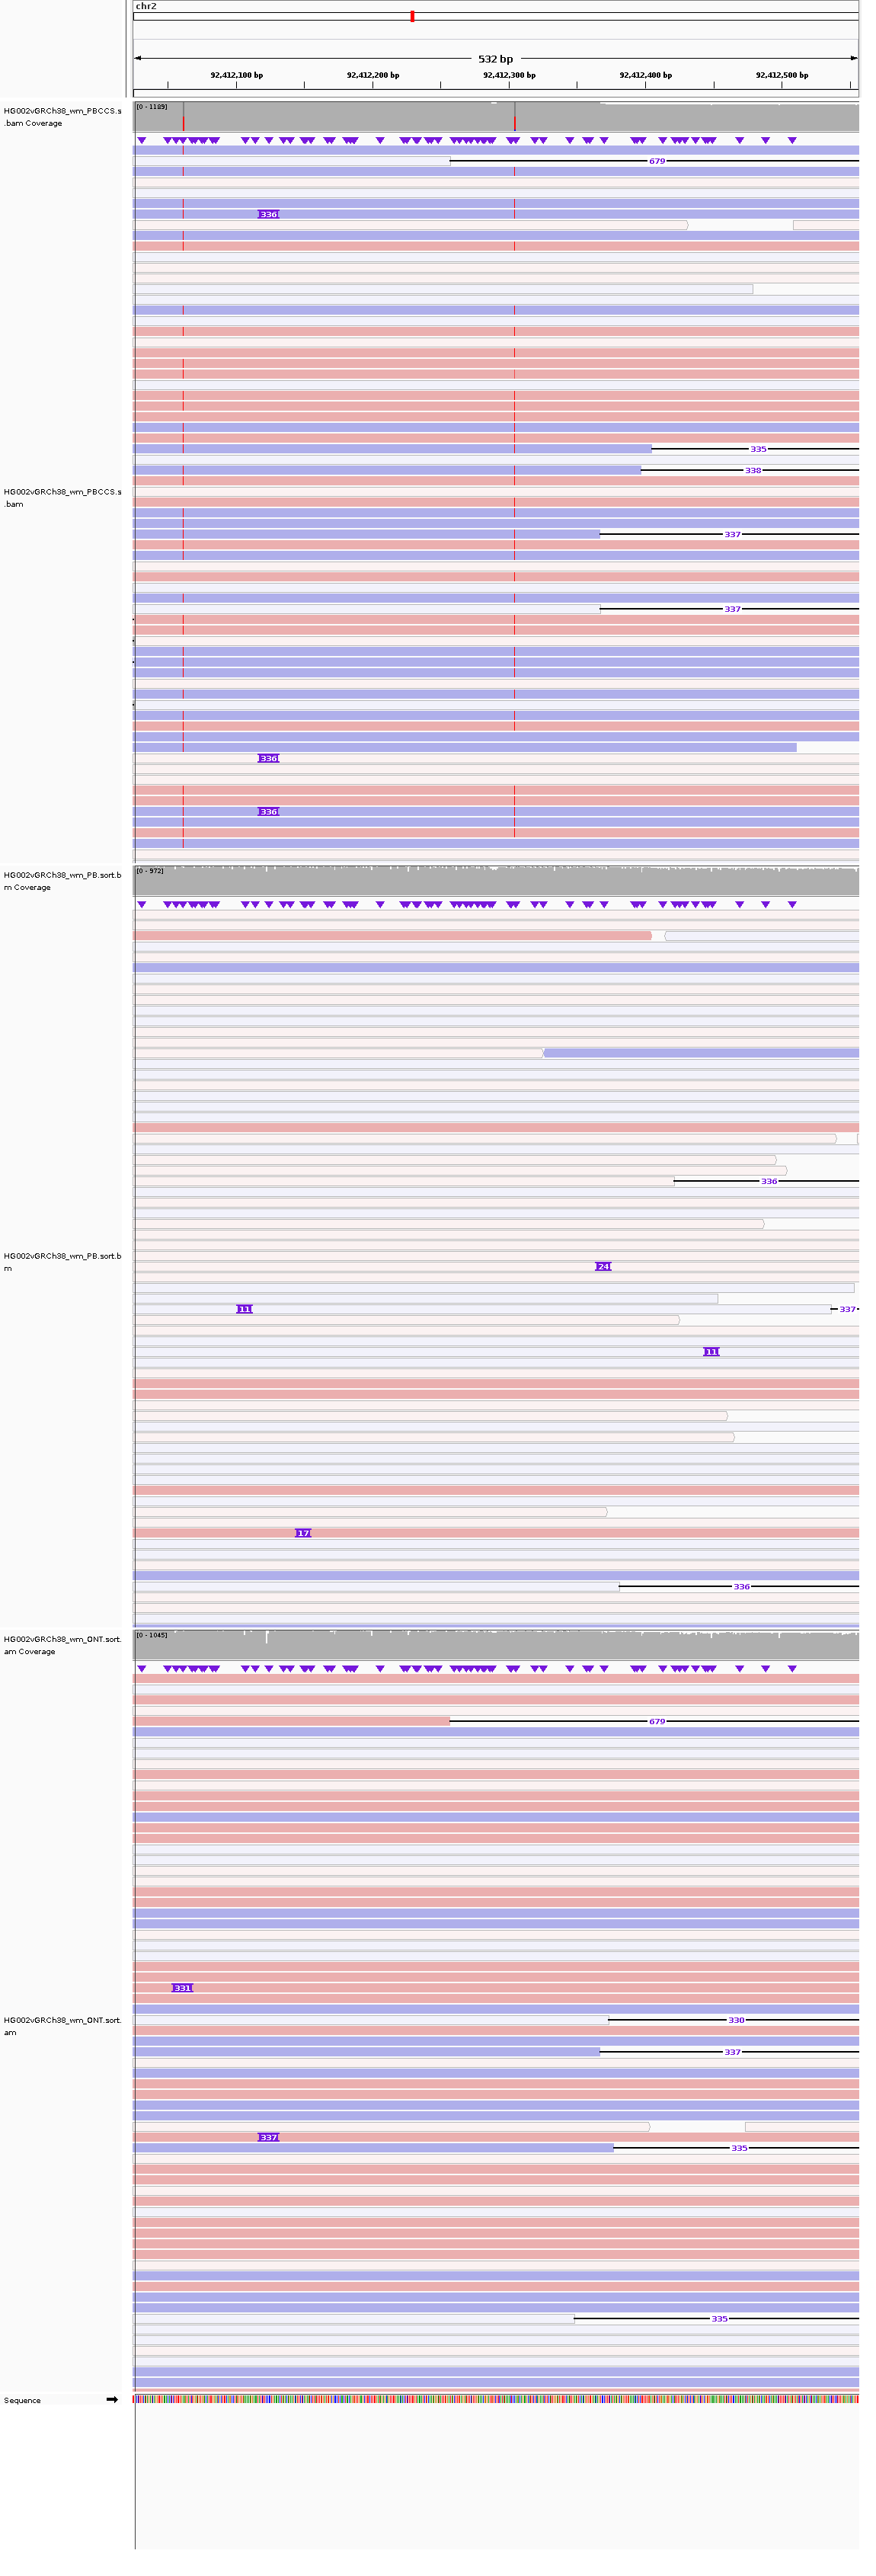 chr2
532 bp
92,412,100 bp 92,412,200 bp 92,412,300 bp 92,412,400 bp 92,412,500 bp
HG002vGRCh38_wm_PBCCS.s
.bam Coverage
[0 - 1189]
679
336
335
338
HG002vGRCh38_wm_PBCCS.s
.bam
337
337
336
336
HG002vGRCh38_wm_PB.sort.b
m Coverage
[0 - 972]
336
HG002vGRCh38_wm_PB.sort.b
m
24
11
337
11
17
336
HG002vGRCh38_wm_ONT.sort.
am Coverage
[0 - 1045]
679
331
HG002vGRCh38_wm_ONT.sort.
am
330
337
337
335
335
Sequence